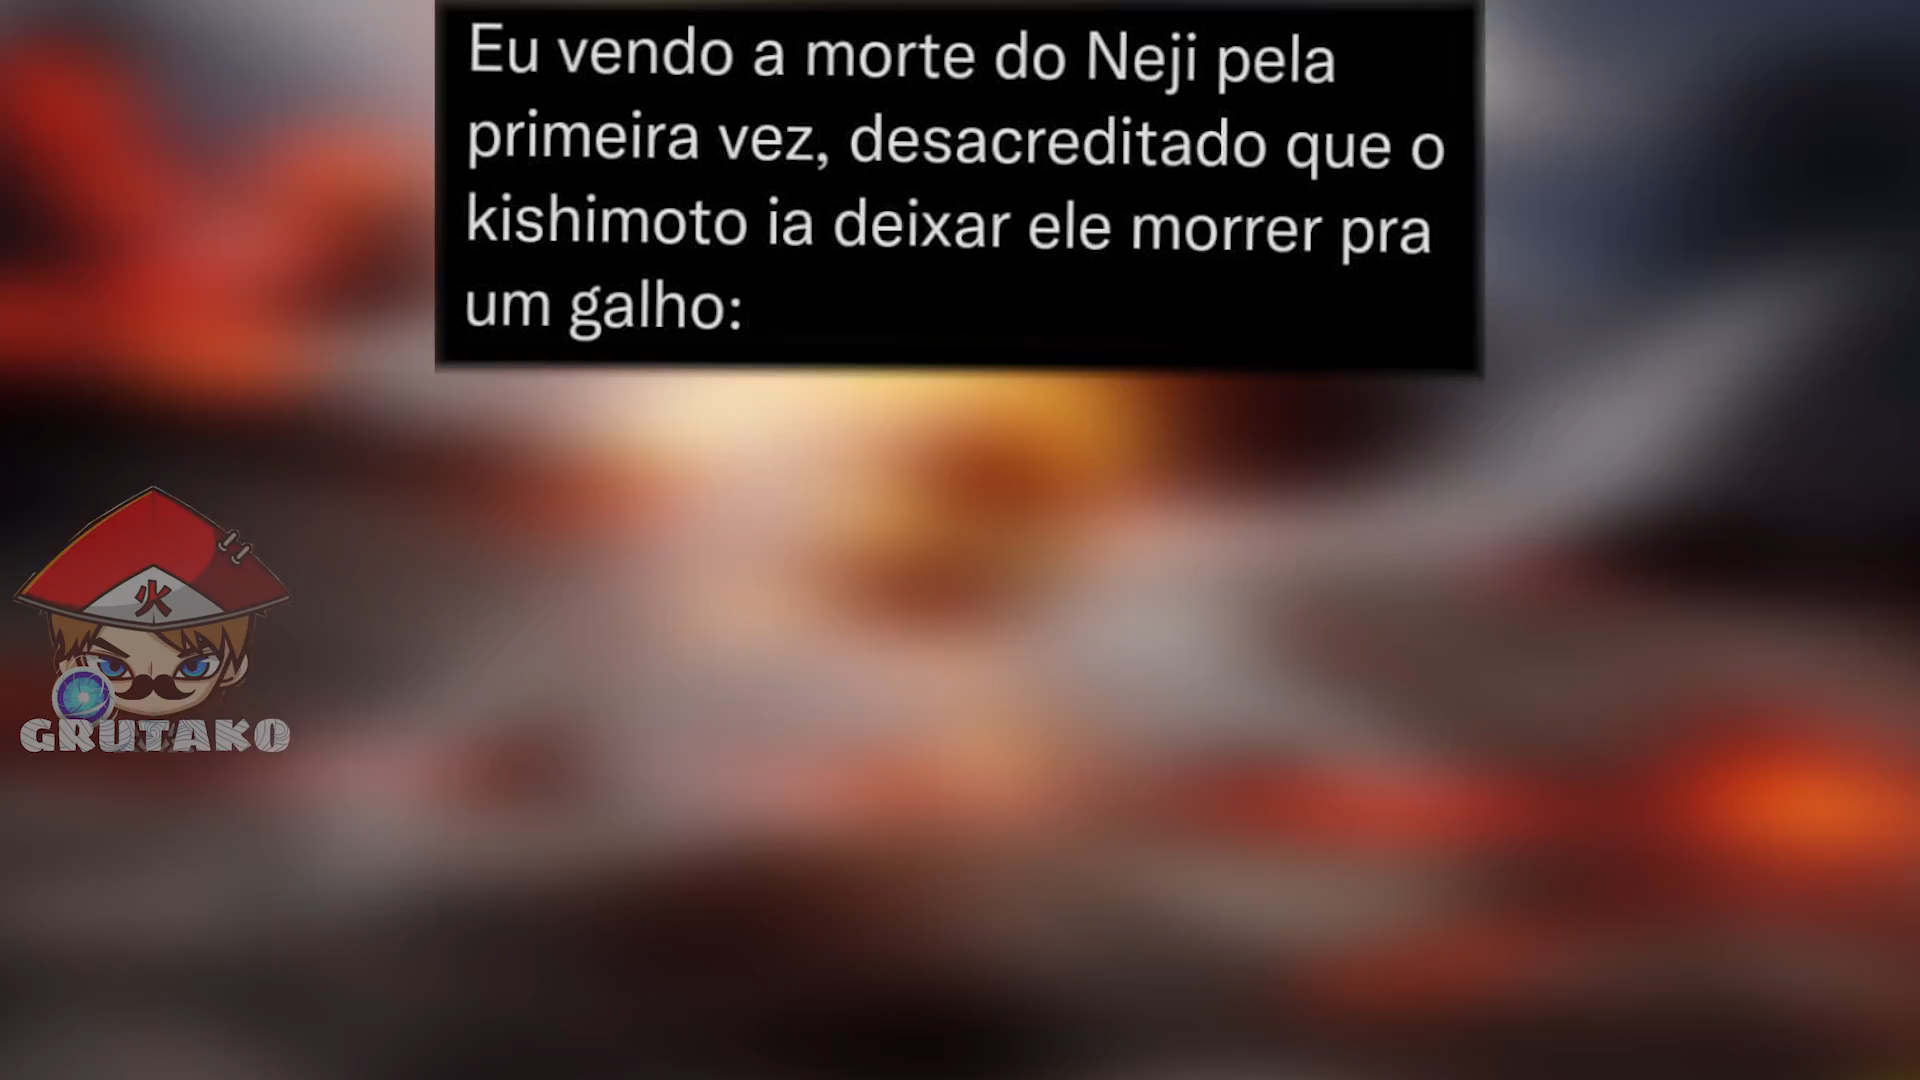 Eu vendo a morte do Neji pela
primeira vez, desacreditado que o
kishimoto ia deixar ele morrer pra
um galho:
火
GRUTAKO